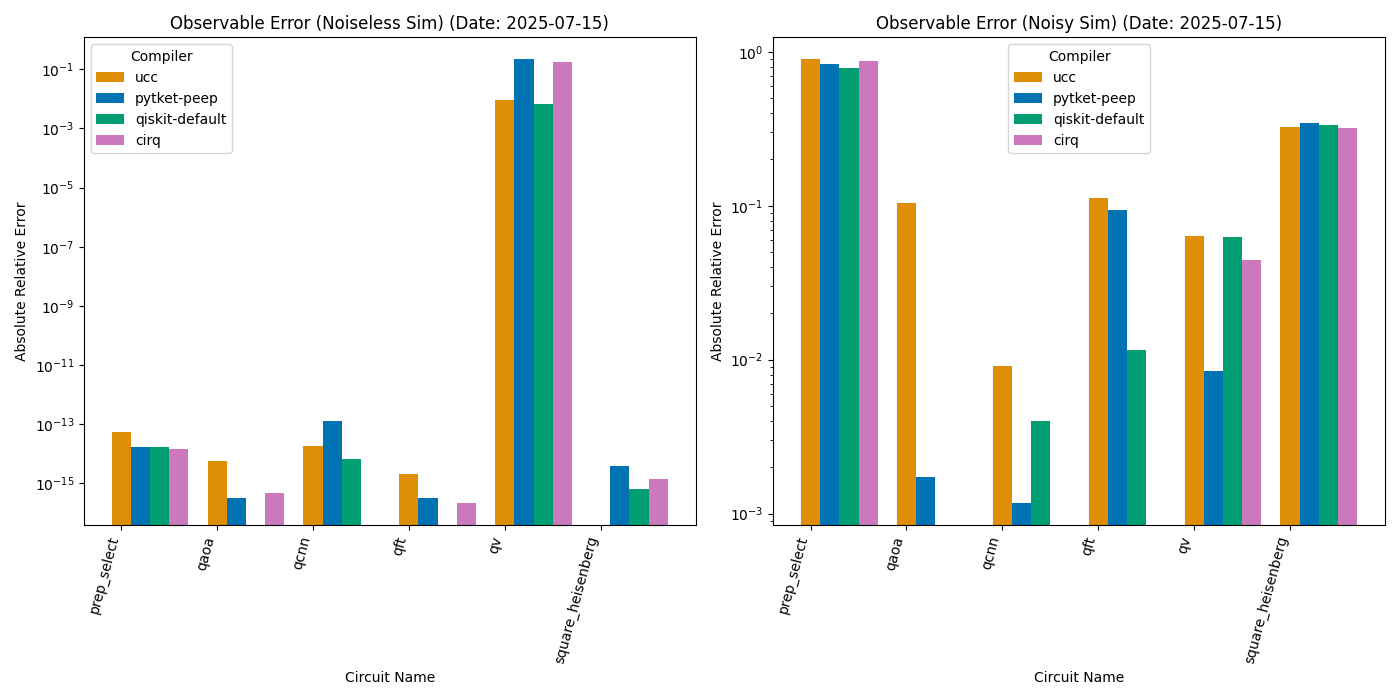 Observable Error (Noiseless Sim) (Date: 2025-07-15)
Compiler
ucc
pytket-peep
qiskit-default
cirq
Absolute Relative Error
10⁻¹
10⁻³
10⁻⁵
10⁻⁷
10⁻⁹
10⁻¹¹
10⁻¹³
10⁻¹⁵
prep_select
qaoa
qcnn
qft
qv
square_heisenberg
Circuit Name
Observable Error (Noisy Sim) (Date: 2025-07-15)
Compiler
ucc
pytket-peep
qiskit-default
cirq
Absolute Relative Error
10⁰
10⁻¹
10⁻²
10⁻³
prep_select
qaoa
qcnn
qft
qv
square_heisenberg
Circuit Name